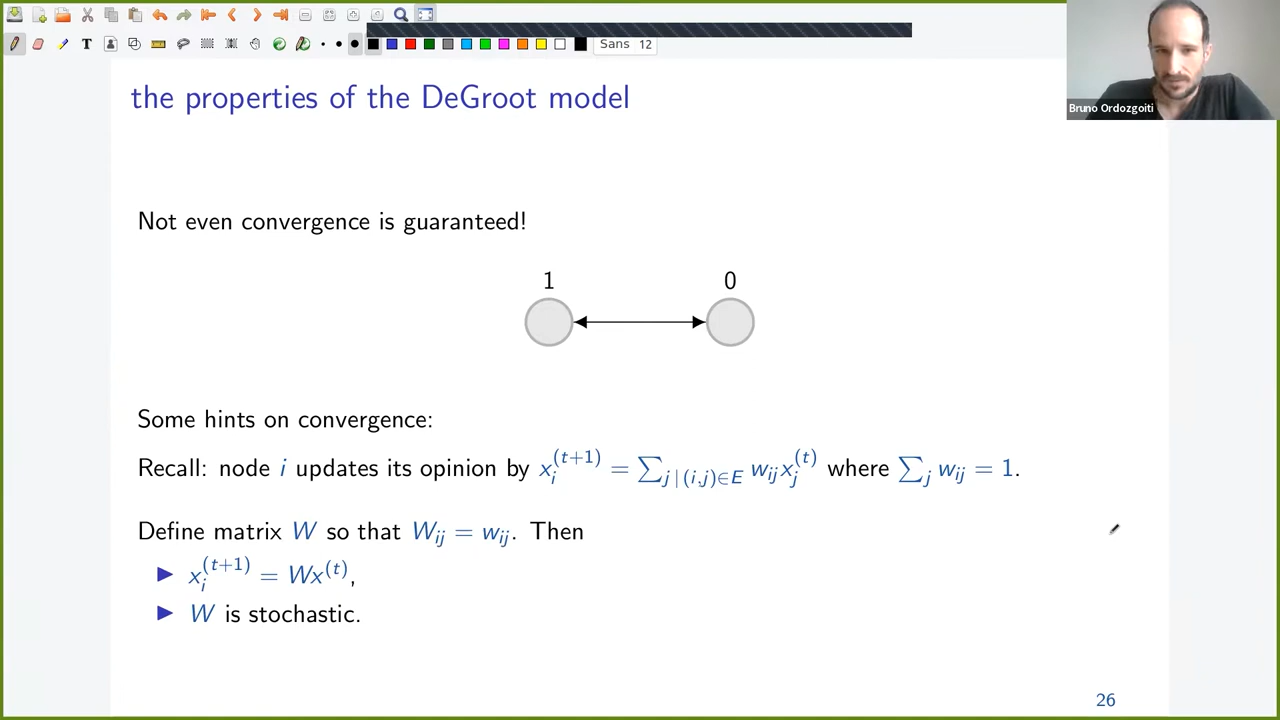 Sans 12
Bruno Ordozgoiti
the properties of the DeGroot model
Not even convergence is guaranteed!
1 0
Some hints on convergence:
Recall: node i updates its opinion by x_i^{(t+1)} = ∑_{j | (i,j)∈E} w_{ij}x_j^{(t)} where ∑_j w_{ij} = 1.
Define matrix W so that W_{ij} = w_{ij}. Then
▶ x_i^{(t+1)} = Wx^{(t)},
▶ W is stochastic.
26